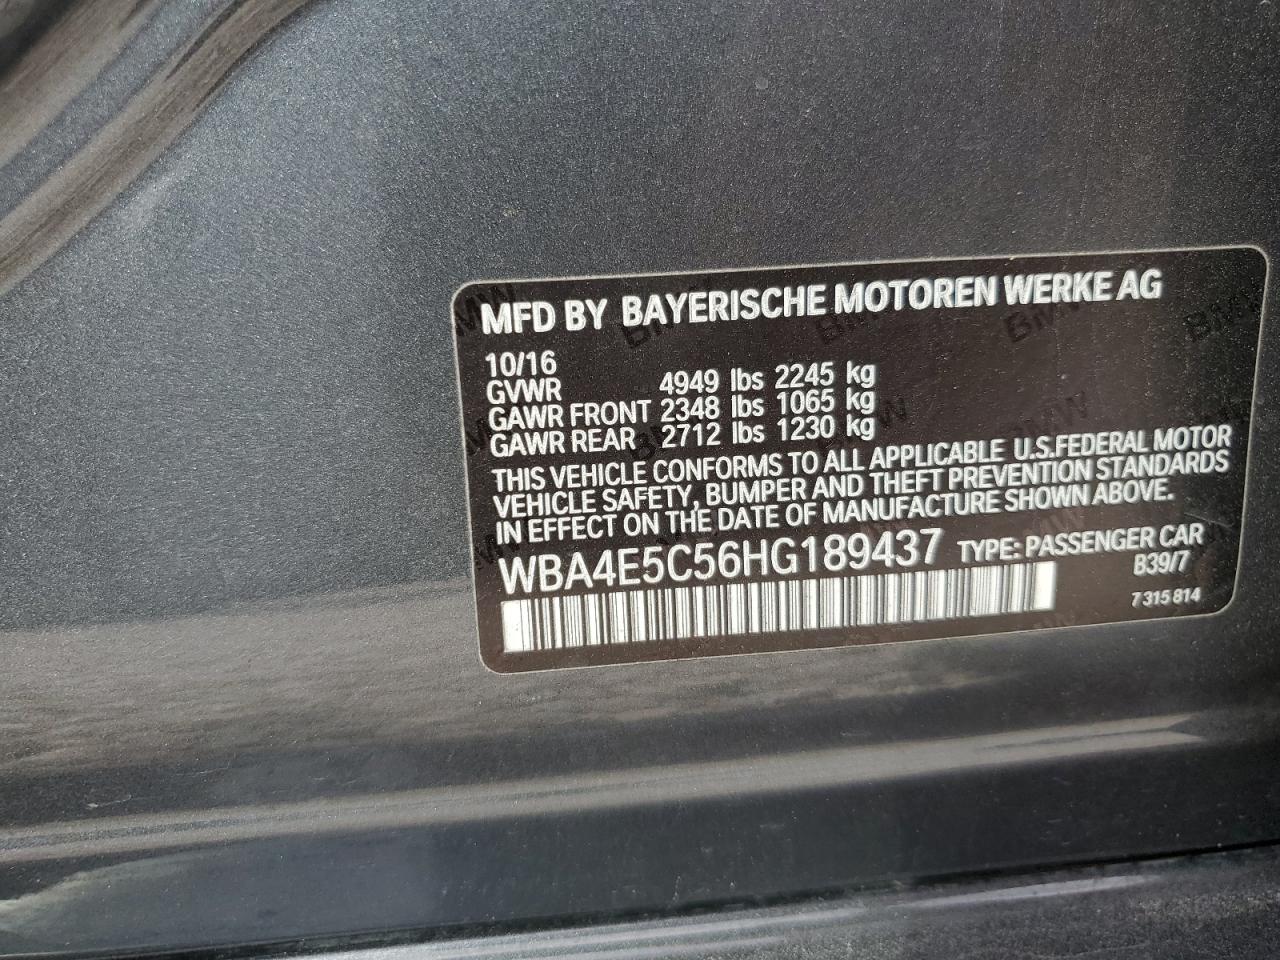 MFD BY BAYERISCHE MOTOREN WERKE AG
10/16
GVWR 4949 lbs 2245 kg
GAWR FRONT 2348 lbs 1065 kg
GAWR REAR 2712 lbs 1230 kg
THIS VEHICLE CONFORMS TO ALL APPLICABLE U.S.FEDERAL MOTOR
VEHICLE SAFETY, BUMPER AND THEFT PREVENTION STANDARDS
IN EFFECT ON THE DATE OF MANUFACTURE SHOWN ABOVE.
WBA4E5C56HG189437 TYPE: PASSENGER CAR
B39/7
7 315 814